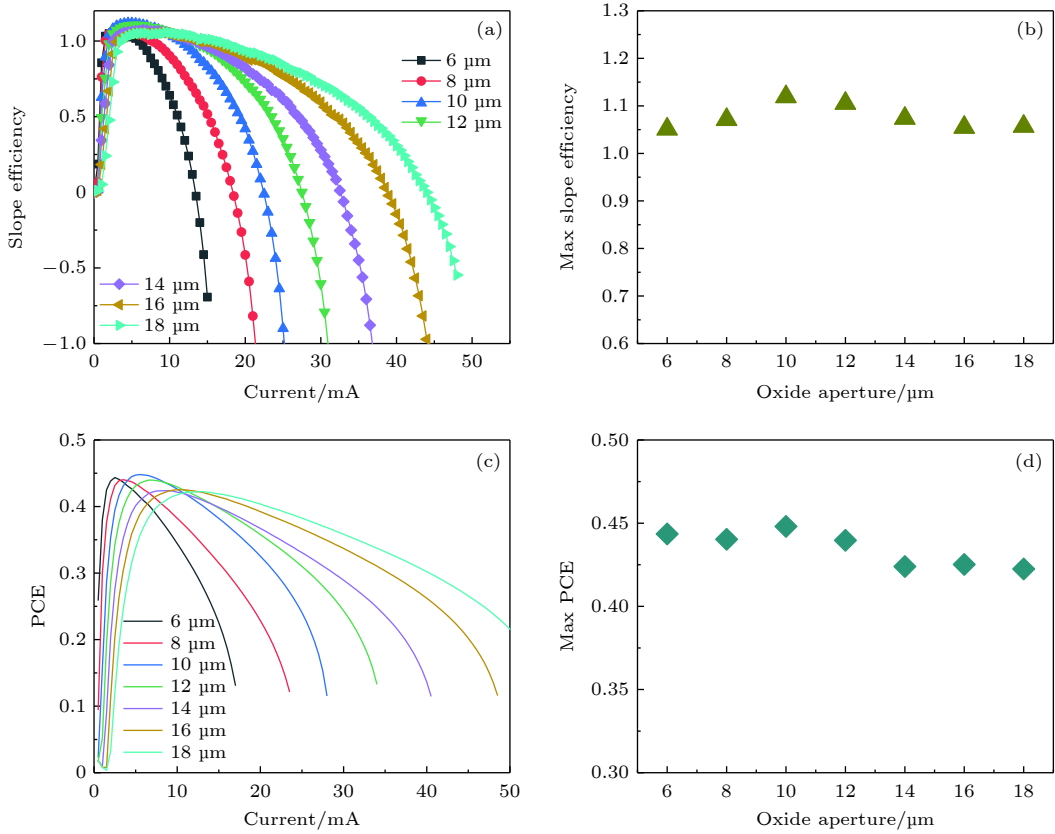 (a)
1.0
0.5
0
−0.5
−1.0
Slope efficiency
6 µm
8 µm
10 µm
12 µm
14 µm
16 µm
18 µm
0 10 20 30 40 50
Current/mA
(b)
1.3
1.2
1.1
1.0
0.9
0.8
0.7
0.6
Max slope efficiency
6 8 10 12 14 16 18
Oxide aperture/µm
(c)
0.5
0.4
0.3
0.2
0.1
0
PCE
6 µm
8 µm
10 µm
12 µm
14 µm
16 µm
18 µm
0 10 20 30 40 50
Current/mA
(d)
0.50
0.45
0.40
0.35
0.30
Max PCE
6 8 10 12 14 16 18
Oxide aperture/µm